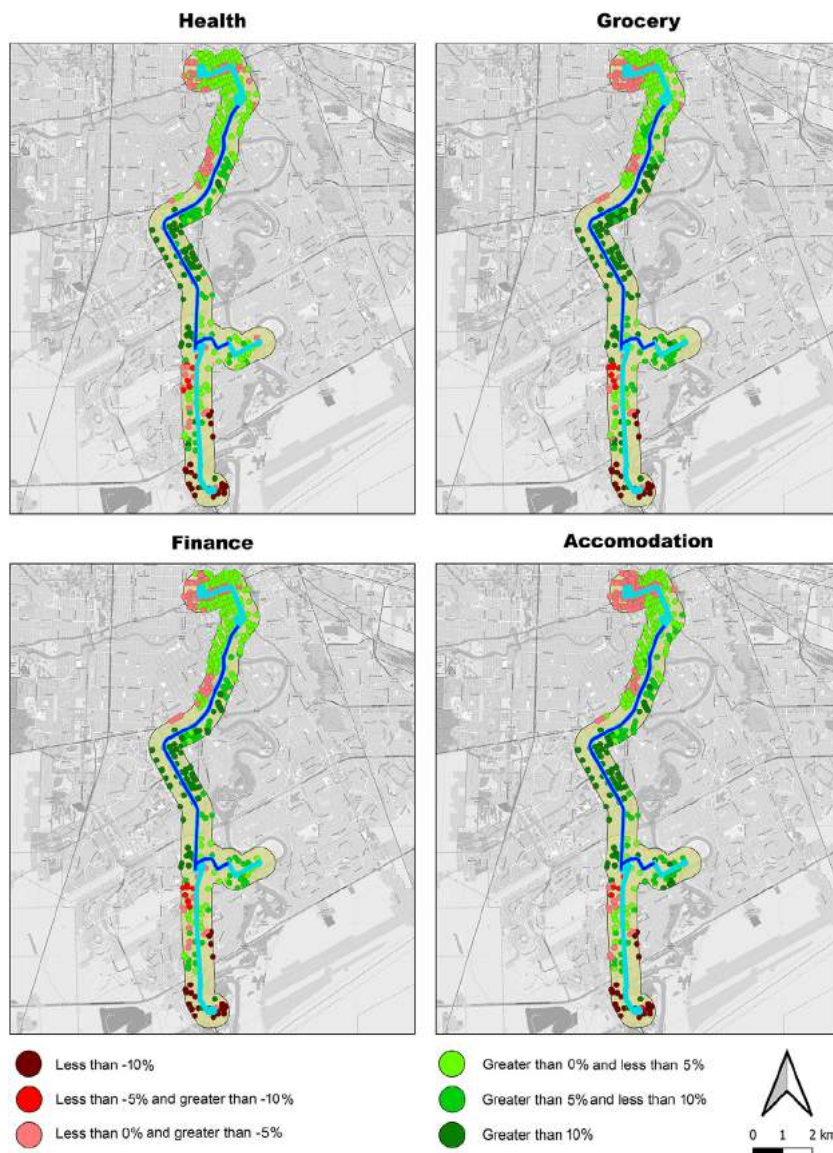 Health
Grocery
Finance
Accomodation
Less than -10%
Less than -5% and greater than -10%
Less than 0% and greater than -5%
Greater than 0% and less than 5%
Greater than 5% and less than 10%
Greater than 10%
0 1 2 km